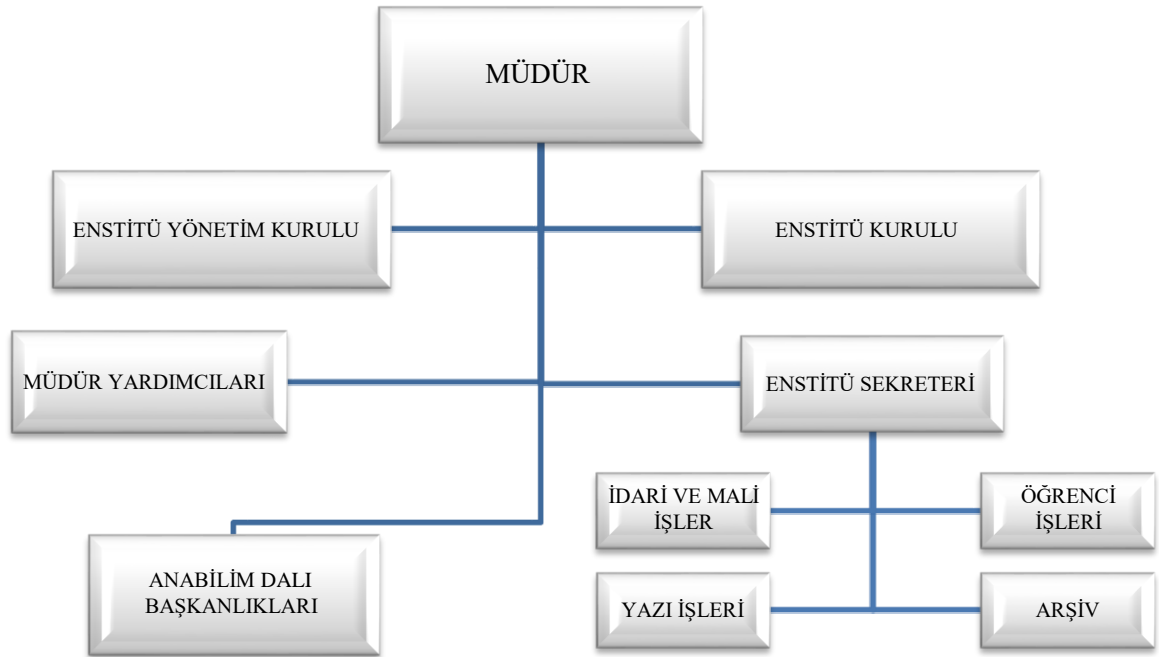 MÜDÜR
ENSTİTÜ YÖNETİM KURULU
ENSTİTÜ KURULU
MÜDÜR YARDIMCILARI
ENSTİTÜ SEKRETERİ
İDARİ VE MALİ
İŞLER
ÖĞRENCİ
İŞLERİ
ANABİLİM DALI
BAŞKANLIKLARI
YAZI İŞLERİ
ARŞİV